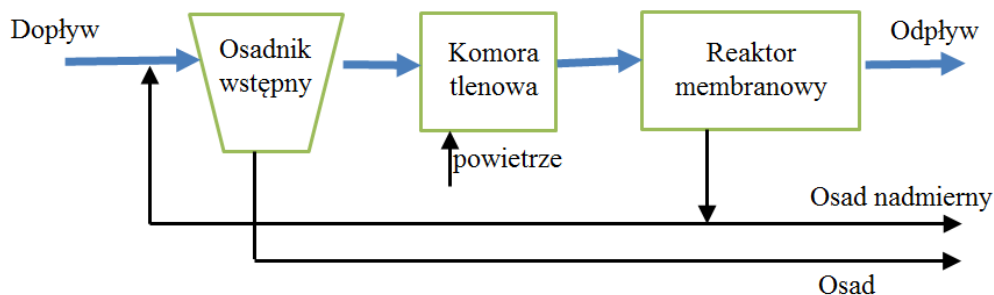 Dopływ
Osadnik
wstępny
Komora
tlenowa
Reaktor
membranowy
Odpływ
powietrze
Osad nadmierny
Osad